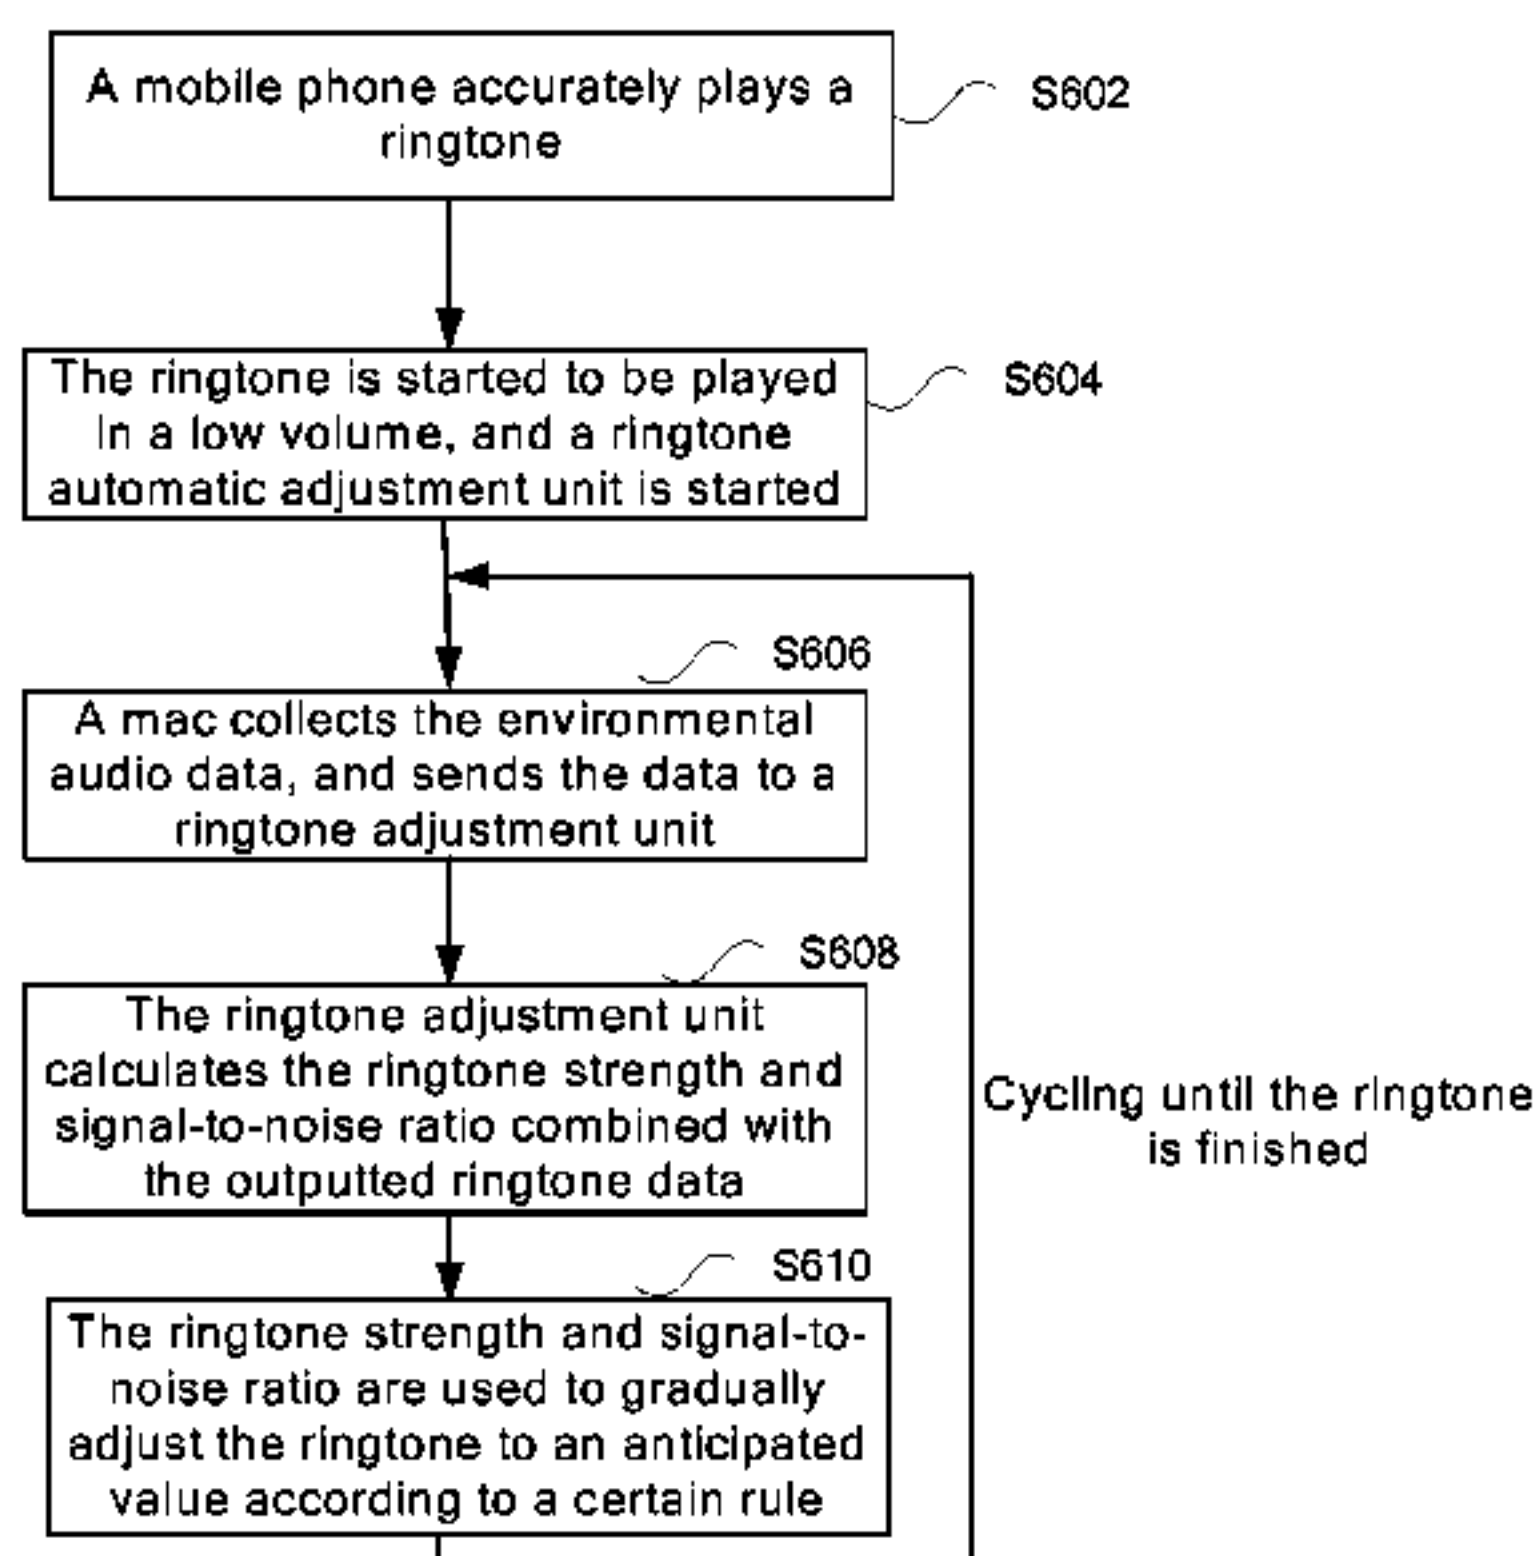 A mobile phone accurately plays a
ringtone
S602
The ringtone is started to be played
in a low volume, and a ringtone
automatic adjustment unit is started
S604
S606
A mac collects the environmental
audio data, and sends the data to a
ringtone adjustment unit
S608
The ringtone adjustment unit
calculates the ringtone strength and
signal-to-noise ratio combined with
the outputted ringtone data
Cycling until the ringtone
is finished
S610
The ringtone strength and signal-to-
noise ratio are used to gradually
adjust the ringtone to an anticipated
value according to a certain rule